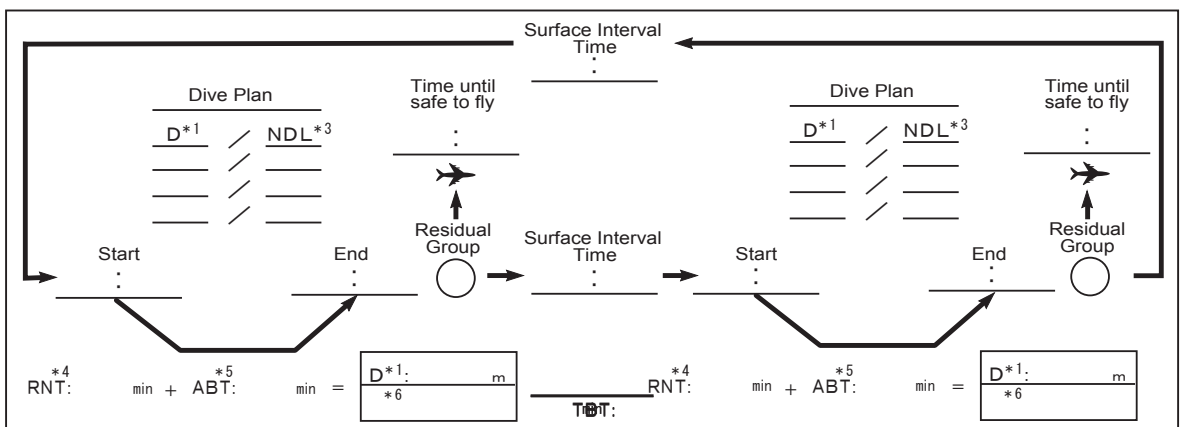 Surface Interval
Time
:
Dive Plan
D*1 / NDL*3
/
/
/
Time until
safe to fly
:
Dive Plan
D*1 / NDL*3
/
/
/
Time until
safe to fly
:
Start
:
End
:
Residual
Group
Surface Interval
Time
:
Start
:
End
:
Residual
Group
RNT:*4 min + ABT:*5 min = D*1: m
*6
TBT:
min
RNT:*4 min + ABT:*5 min = D*1: m
*6